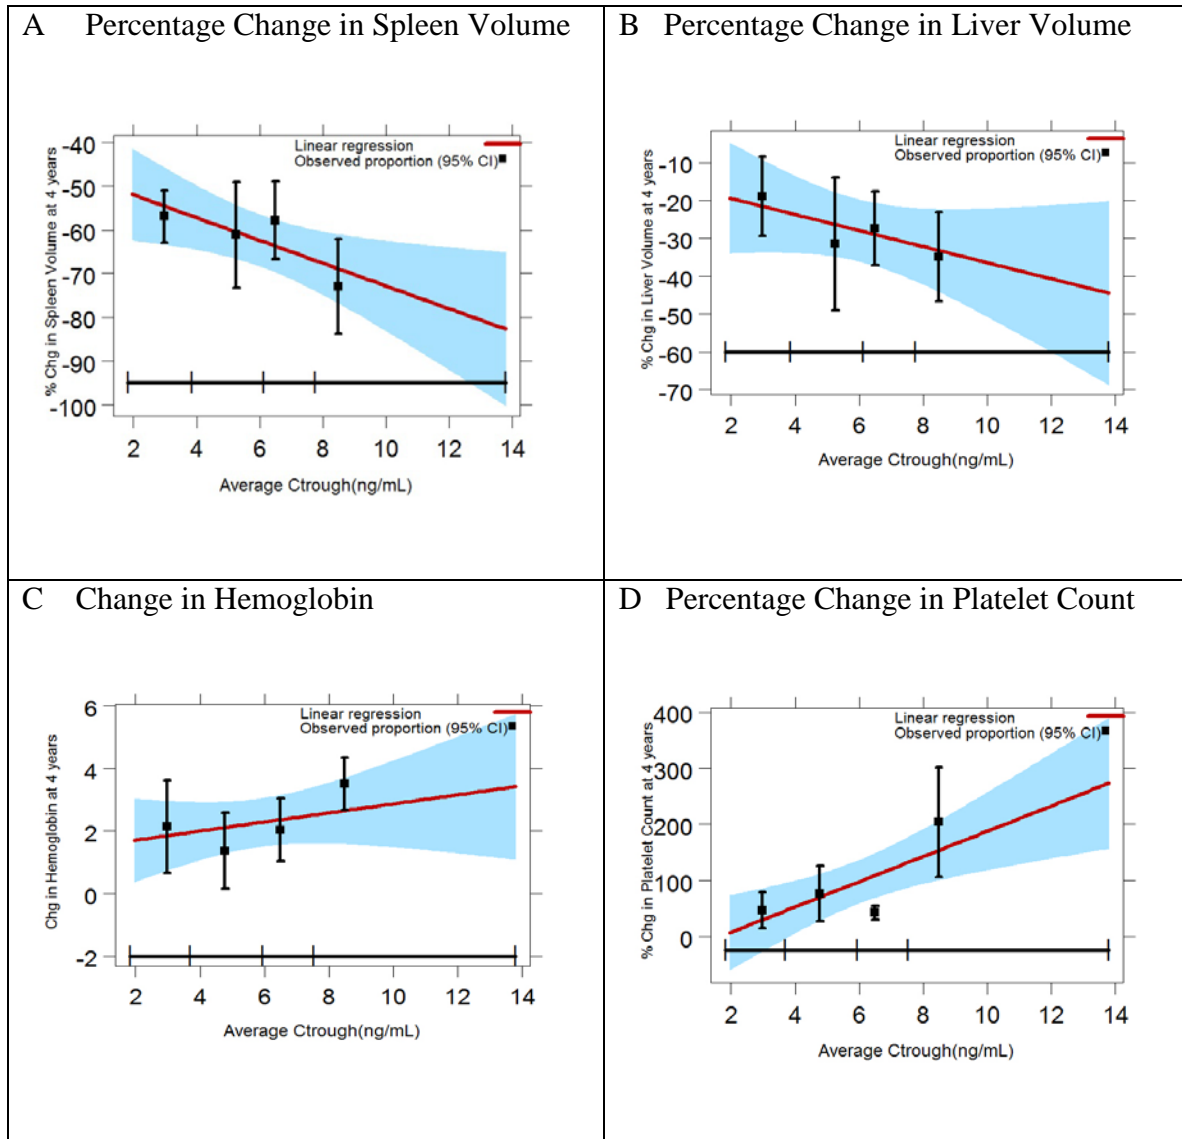 A Percentage Change in Spleen Volume
Linear regression
Observed proportion (95% CI)
% Chg in Spleen Volume at 4 years
-40
-50
-60
-70
-80
-90
-100
2 4 6 8 10 12 14
Average Ctrough(ng/mL)
B Percentage Change in Liver Volume
Linear regression
Observed proportion (95% CI)
% Chg in Liver Volume at 4 years
-10
-20
-30
-40
-50
-60
-70
2 4 6 8 10 12 14
Average Ctrough(ng/mL)
C Change in Hemoglobin
Linear regression
Observed proportion (95% CI)
Chg in Hemoglobin at 4 years
6
4
2
0
-2
2 4 6 8 10 12 14
Average Ctrough(ng/mL)
D Percentage Change in Platelet Count
Linear regression
Observed proportion (95% CI)
% Chg in Platelet Count at 4 years
400
300
200
100
0
2 4 6 8 10 12 14
Average Ctrough(ng/mL)